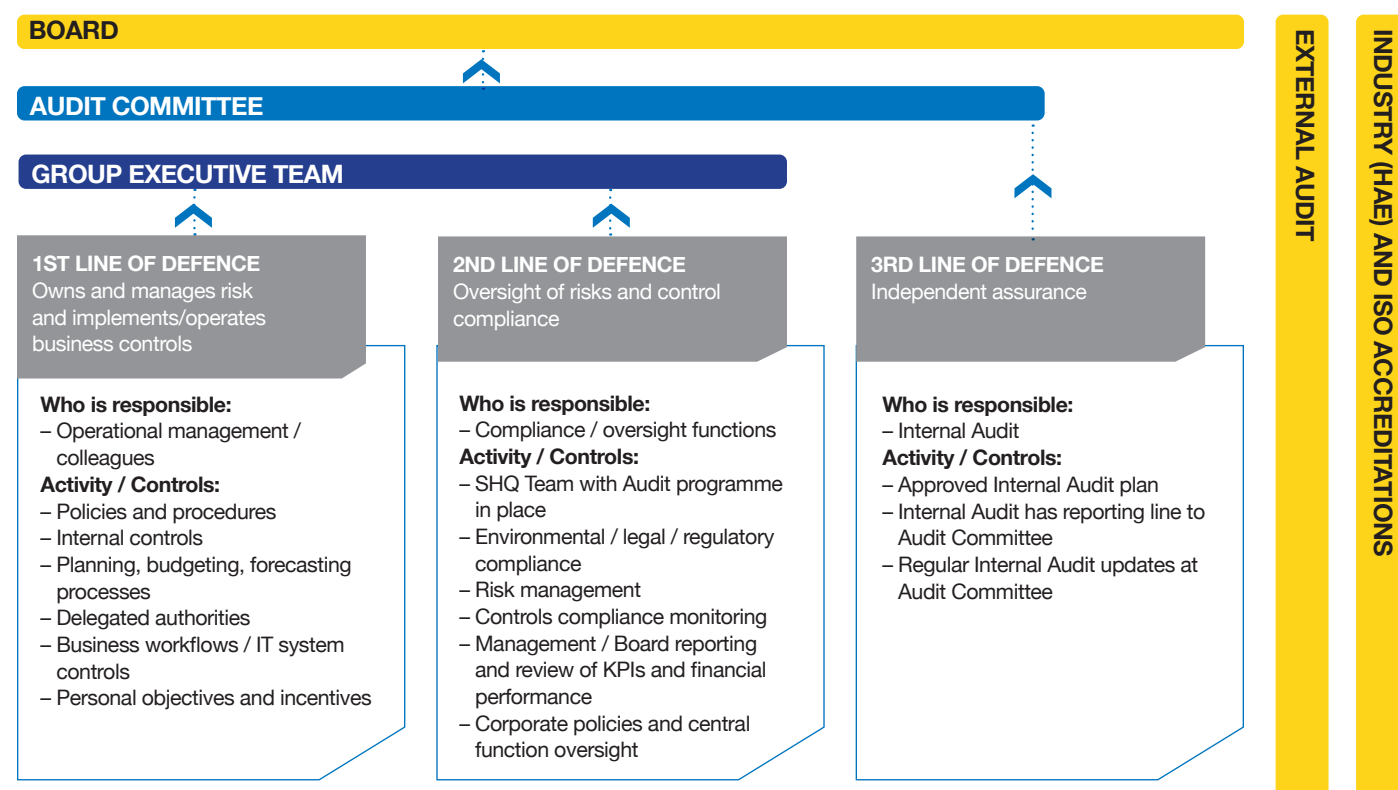 BOARD
AUDIT COMMITTEE
GROUP EXECUTIVE TEAM
1ST LINE OF DEFENCE
Owns and manages risk
and implements/operates
business controls
Who is responsible:
– Operational management /
colleagues
Activity / Controls:
– Policies and procedures
– Internal controls
– Planning, budgeting, forecasting
processes
– Delegated authorities
– Business workflows / IT system
controls
– Personal objectives and incentives
2ND LINE OF DEFENCE
Oversight of risks and control
compliance
Who is responsible:
– Compliance / oversight functions
Activity / Controls:
– SHQ Team with Audit programme
in place
– Environmental / legal / regulatory
compliance
– Risk management
– Controls compliance monitoring
– Management / Board reporting
and review of KPIs and financial
performance
– Corporate policies and central
function oversight
3RD LINE OF DEFENCE
Independent assurance
Who is responsible:
– Internal Audit
Activity / Controls:
– Approved Internal Audit plan
– Internal Audit has reporting line to
Audit Committee
– Regular Internal Audit updates at
Audit Committee
EXTERNAL AUDIT
INDUSTRY (HAE) AND ISO ACCREDITATIONS